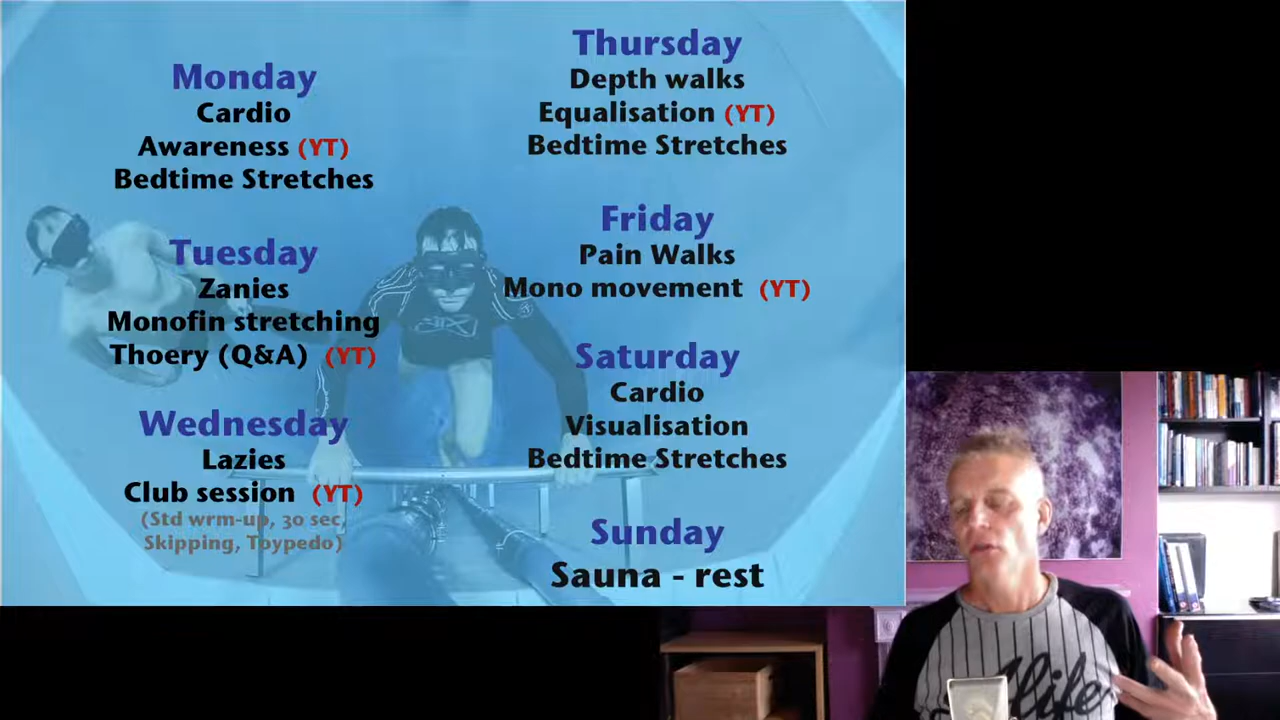 Monday
Cardio
Awareness (YT)
Bedtime Stretches
Tuesday
Zanies
Monofin stretching
Thoery (Q&A) (YT)
Wednesday
Lazies
Club session (YT)
(Std wrm-up, 30 sec,
Skipping, Toypedo)
Thursday
Depth walks
Equalisation (YT)
Bedtime Stretches
Friday
Pain Walks
Mono movement (YT)
Saturday
Cardio
Visualisation
Bedtime Stretches
Sunday
Sauna - rest